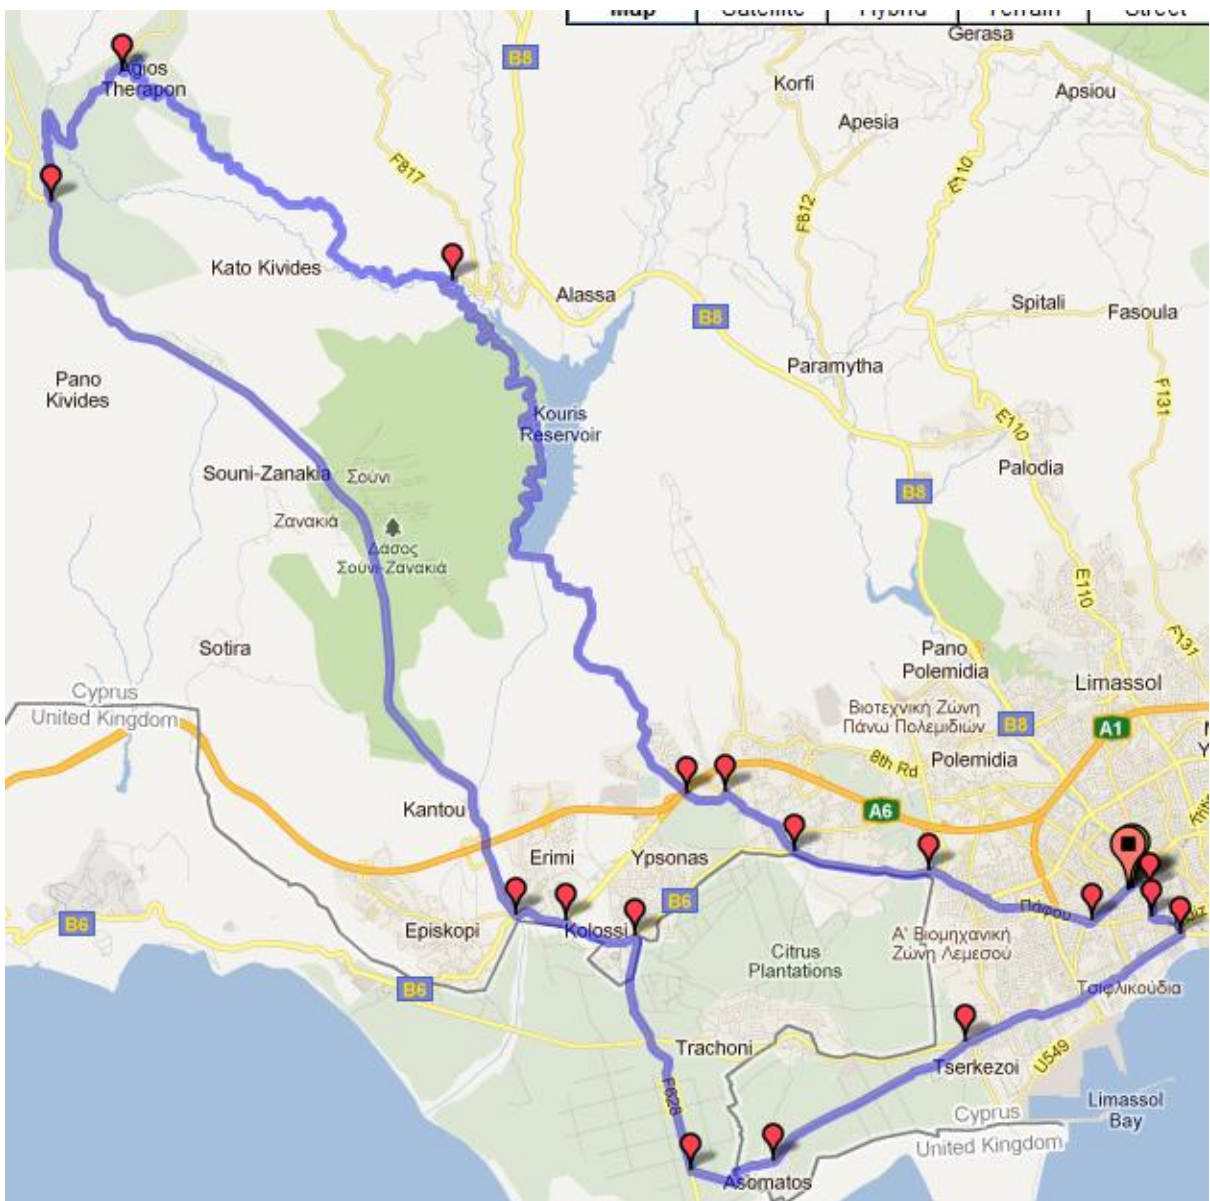 Map
Satellite
Hybrid
Terrain
Street
Gerasa
Agios
Therapon
B8
Korfi
Apsiou
Apesia
F817
E110
F812
Kato Kivides
Alassa
B8
Spitali
Fasoula
Paramytha
Pano
Kivides
F131
Kouris
Reservoir
E110
Palodia
Souni-Zanakia
Σούνι
B8
Ζανακιά
Δάσος
Σούνι-Ζανακιά
E110
Sotira
F131
Pano
Polemidia
Limassol
Cyprus
United Kingdom
Βιοτεχνική Ζώνη
Πάνω Πολεμιδιών
B8
A1
8th Rd
Polemidia
Kantou
A6
Erimi
Ypsonas
B6
Πάφου
B6
Episkopi
Kolossi
Α' Βιομηχανική
Ζώνη Λεμεσού
Citrus
Plantations
B6
Τσιφλικούδια
Trachoni
Tserkezoi
U549
F628
Limassol
Bay
Cyprus
United Kingdom
Asomatos